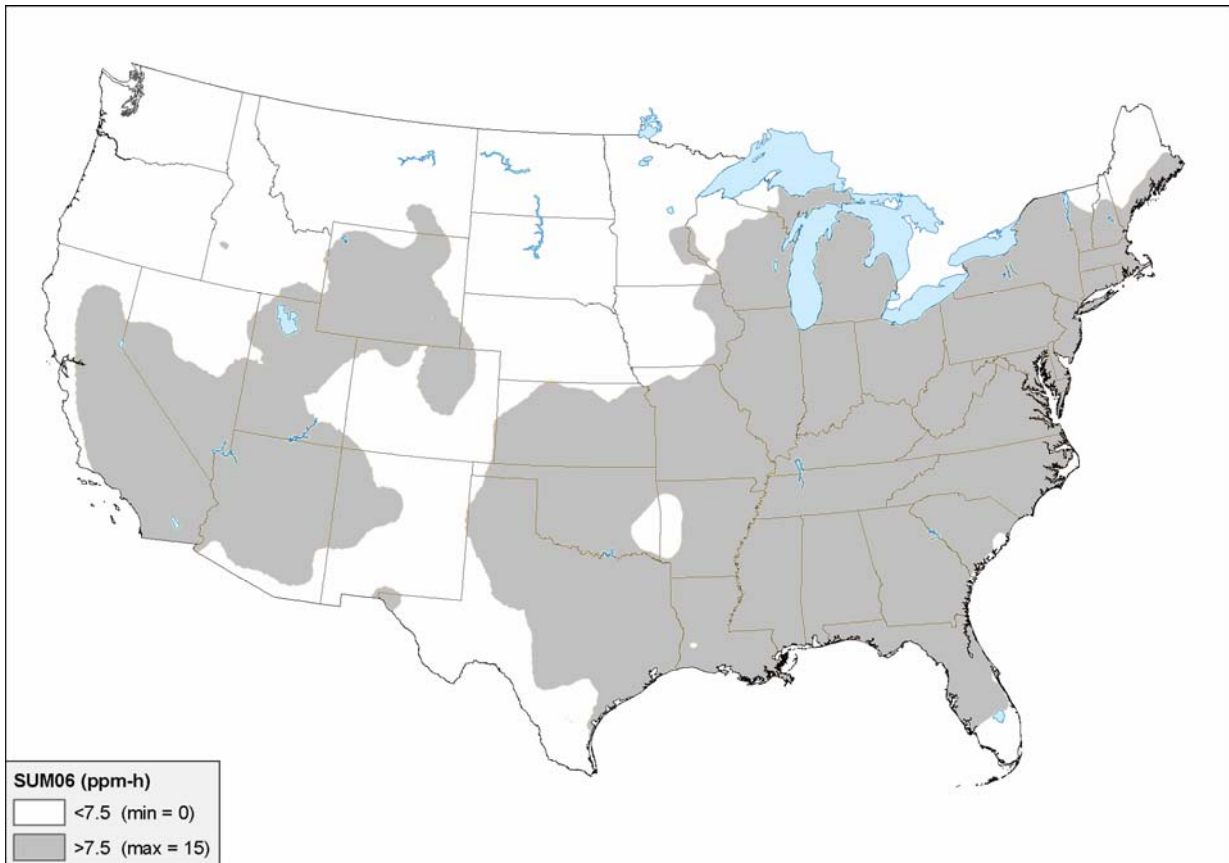 SUM06 (ppm-h)
<7.5 (min = 0)
>7.5 (max = 15)